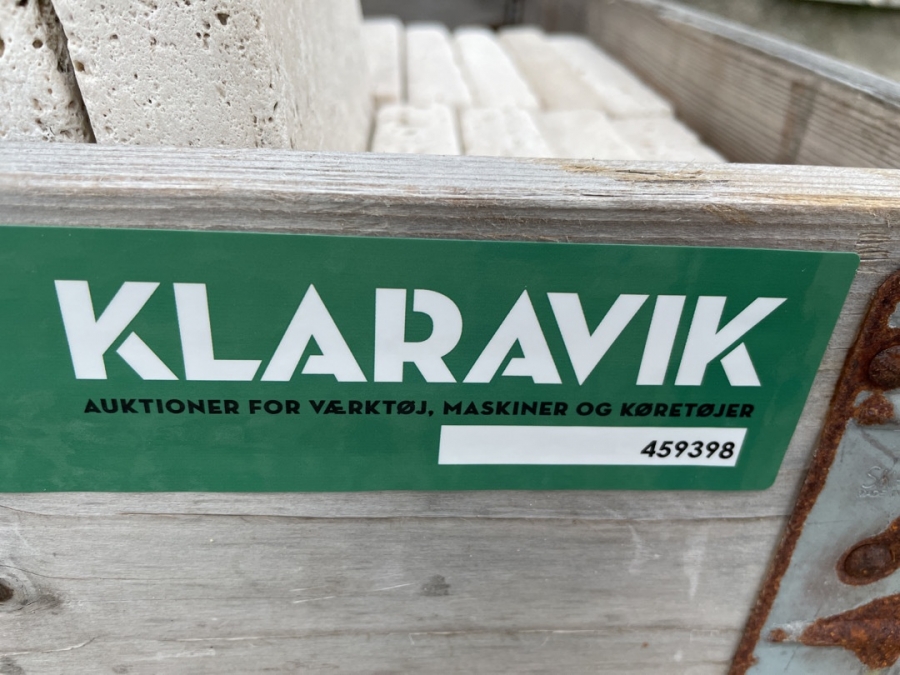 KLARAVIK
AUKTIONER FOR VÆRKTØJ, MASKINER OG KØRETØJER
459398